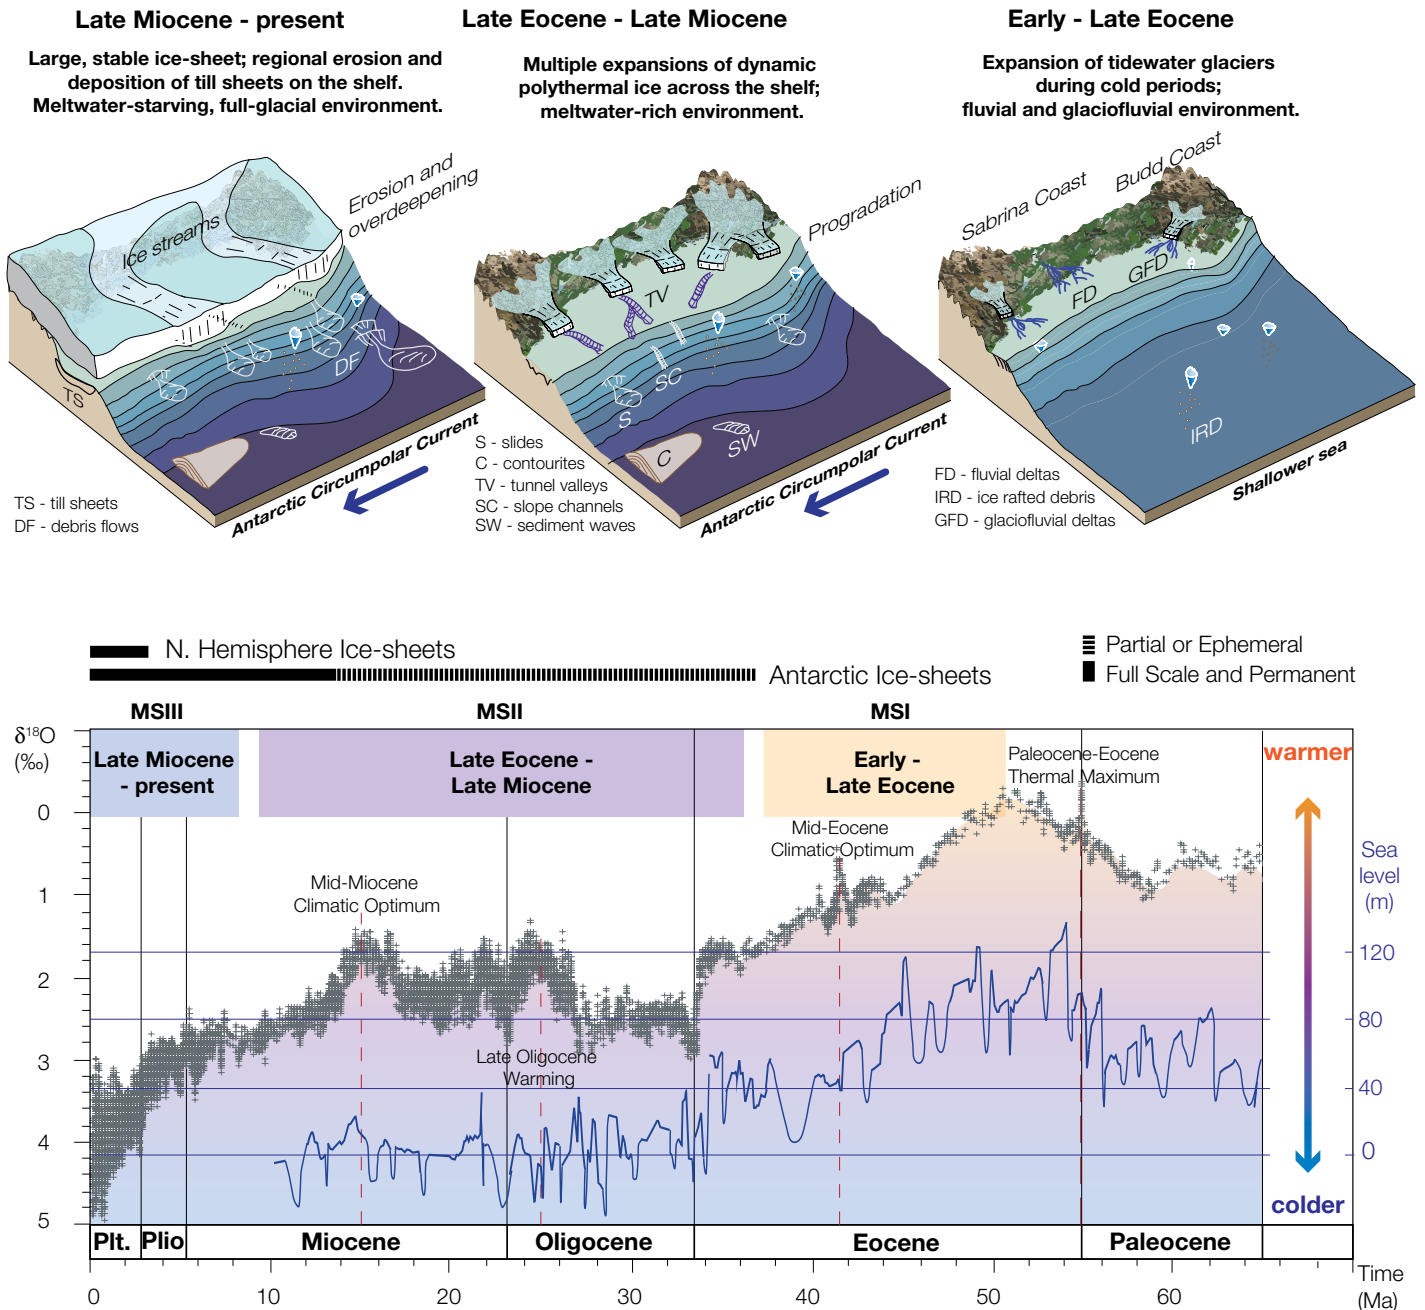 Late Miocene - present
Large, stable ice-sheet; regional erosion and
deposition of till sheets on the shelf.
Meltwater-starving, full-glacial environment.
Ice streams
Erosion and
overdeepening
DF
TS
Antarctic Circumpolar Current
TS - till sheets
DF - debris flows
Late Eocene - Late Miocene
Multiple expansions of dynamic
polythermal ice across the shelf;
meltwater-rich environment.
Progradation
TV
SC
S
C
SW
Antarctic Circumpolar Current
S - slides
C - contourites
TV - tunnel valleys
SC - slope channels
SW - sediment waves
Early - Late Eocene
Expansion of tidewater glaciers
during cold periods;
fluvial and glaciofluvial environment.
Sabrina Coast
Budd Coast
FD
GFD
IRD
Shallower sea
FD - fluvial deltas
IRD - ice rafted debris
GFD - glaciofluvial deltas
N. Hemisphere Ice-sheets
Antarctic Ice-sheets
Partial or Ephemeral
Full Scale and Permanent
MSIII
MSII
MSI
δ¹⁸O
(‰)
Late Miocene
- present
Late Eocene -
Late Miocene
Early -
Late Eocene
Paleocene-Eocene
Thermal Maximum
warmer
Mid-Eocene
Climatic Optimum
Mid-Miocene
Climatic Optimum
Late Oligocene
Warming
0
1
2
3
4
5
Sea
level
(m)
120
80
40
0
colder
Plt.
Plio
Miocene
Oligocene
Eocene
Paleocene
0
10
20
30
40
50
60
Time
(Ma)